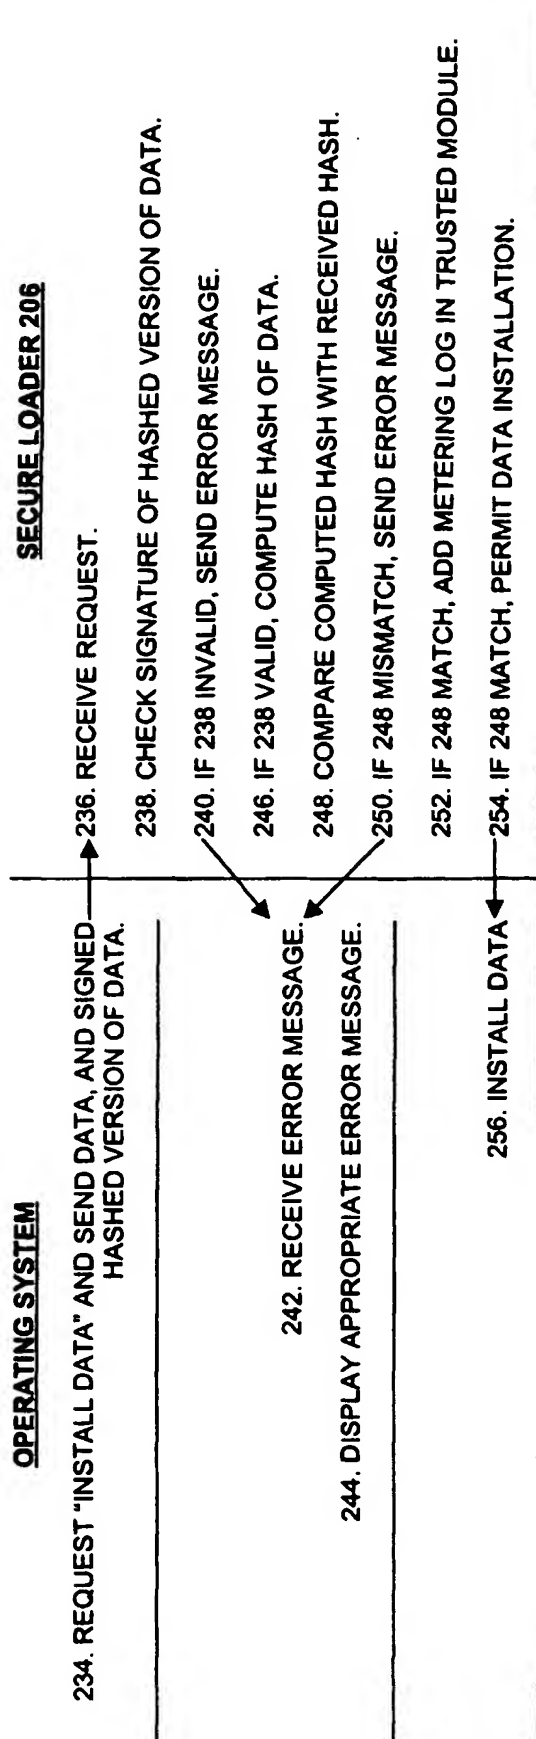 OPERATING SYSTEM
SECURE LOADER 206
234. REQUEST "INSTALL DATA" AND SEND DATA, AND SIGNED
HASHED VERSION OF DATA.
236. RECEIVE REQUEST.
238. CHECK SIGNATURE OF HASHED VERSION OF DATA.
240. IF 238 INVALID, SEND ERROR MESSAGE.
242. RECEIVE ERROR MESSAGE.
244. DISPLAY APPROPRIATE ERROR MESSAGE.
246. IF 238 VALID, COMPUTE HASH OF DATA.
248. COMPARE COMPUTED HASH WITH RECEIVED HASH.
250. IF 248 MISMATCH, SEND ERROR MESSAGE.
252. IF 248 MATCH, ADD METERING LOG IN TRUSTED MODULE.
254. IF 248 MATCH, PERMIT DATA INSTALLATION.
256. INSTALL DATA